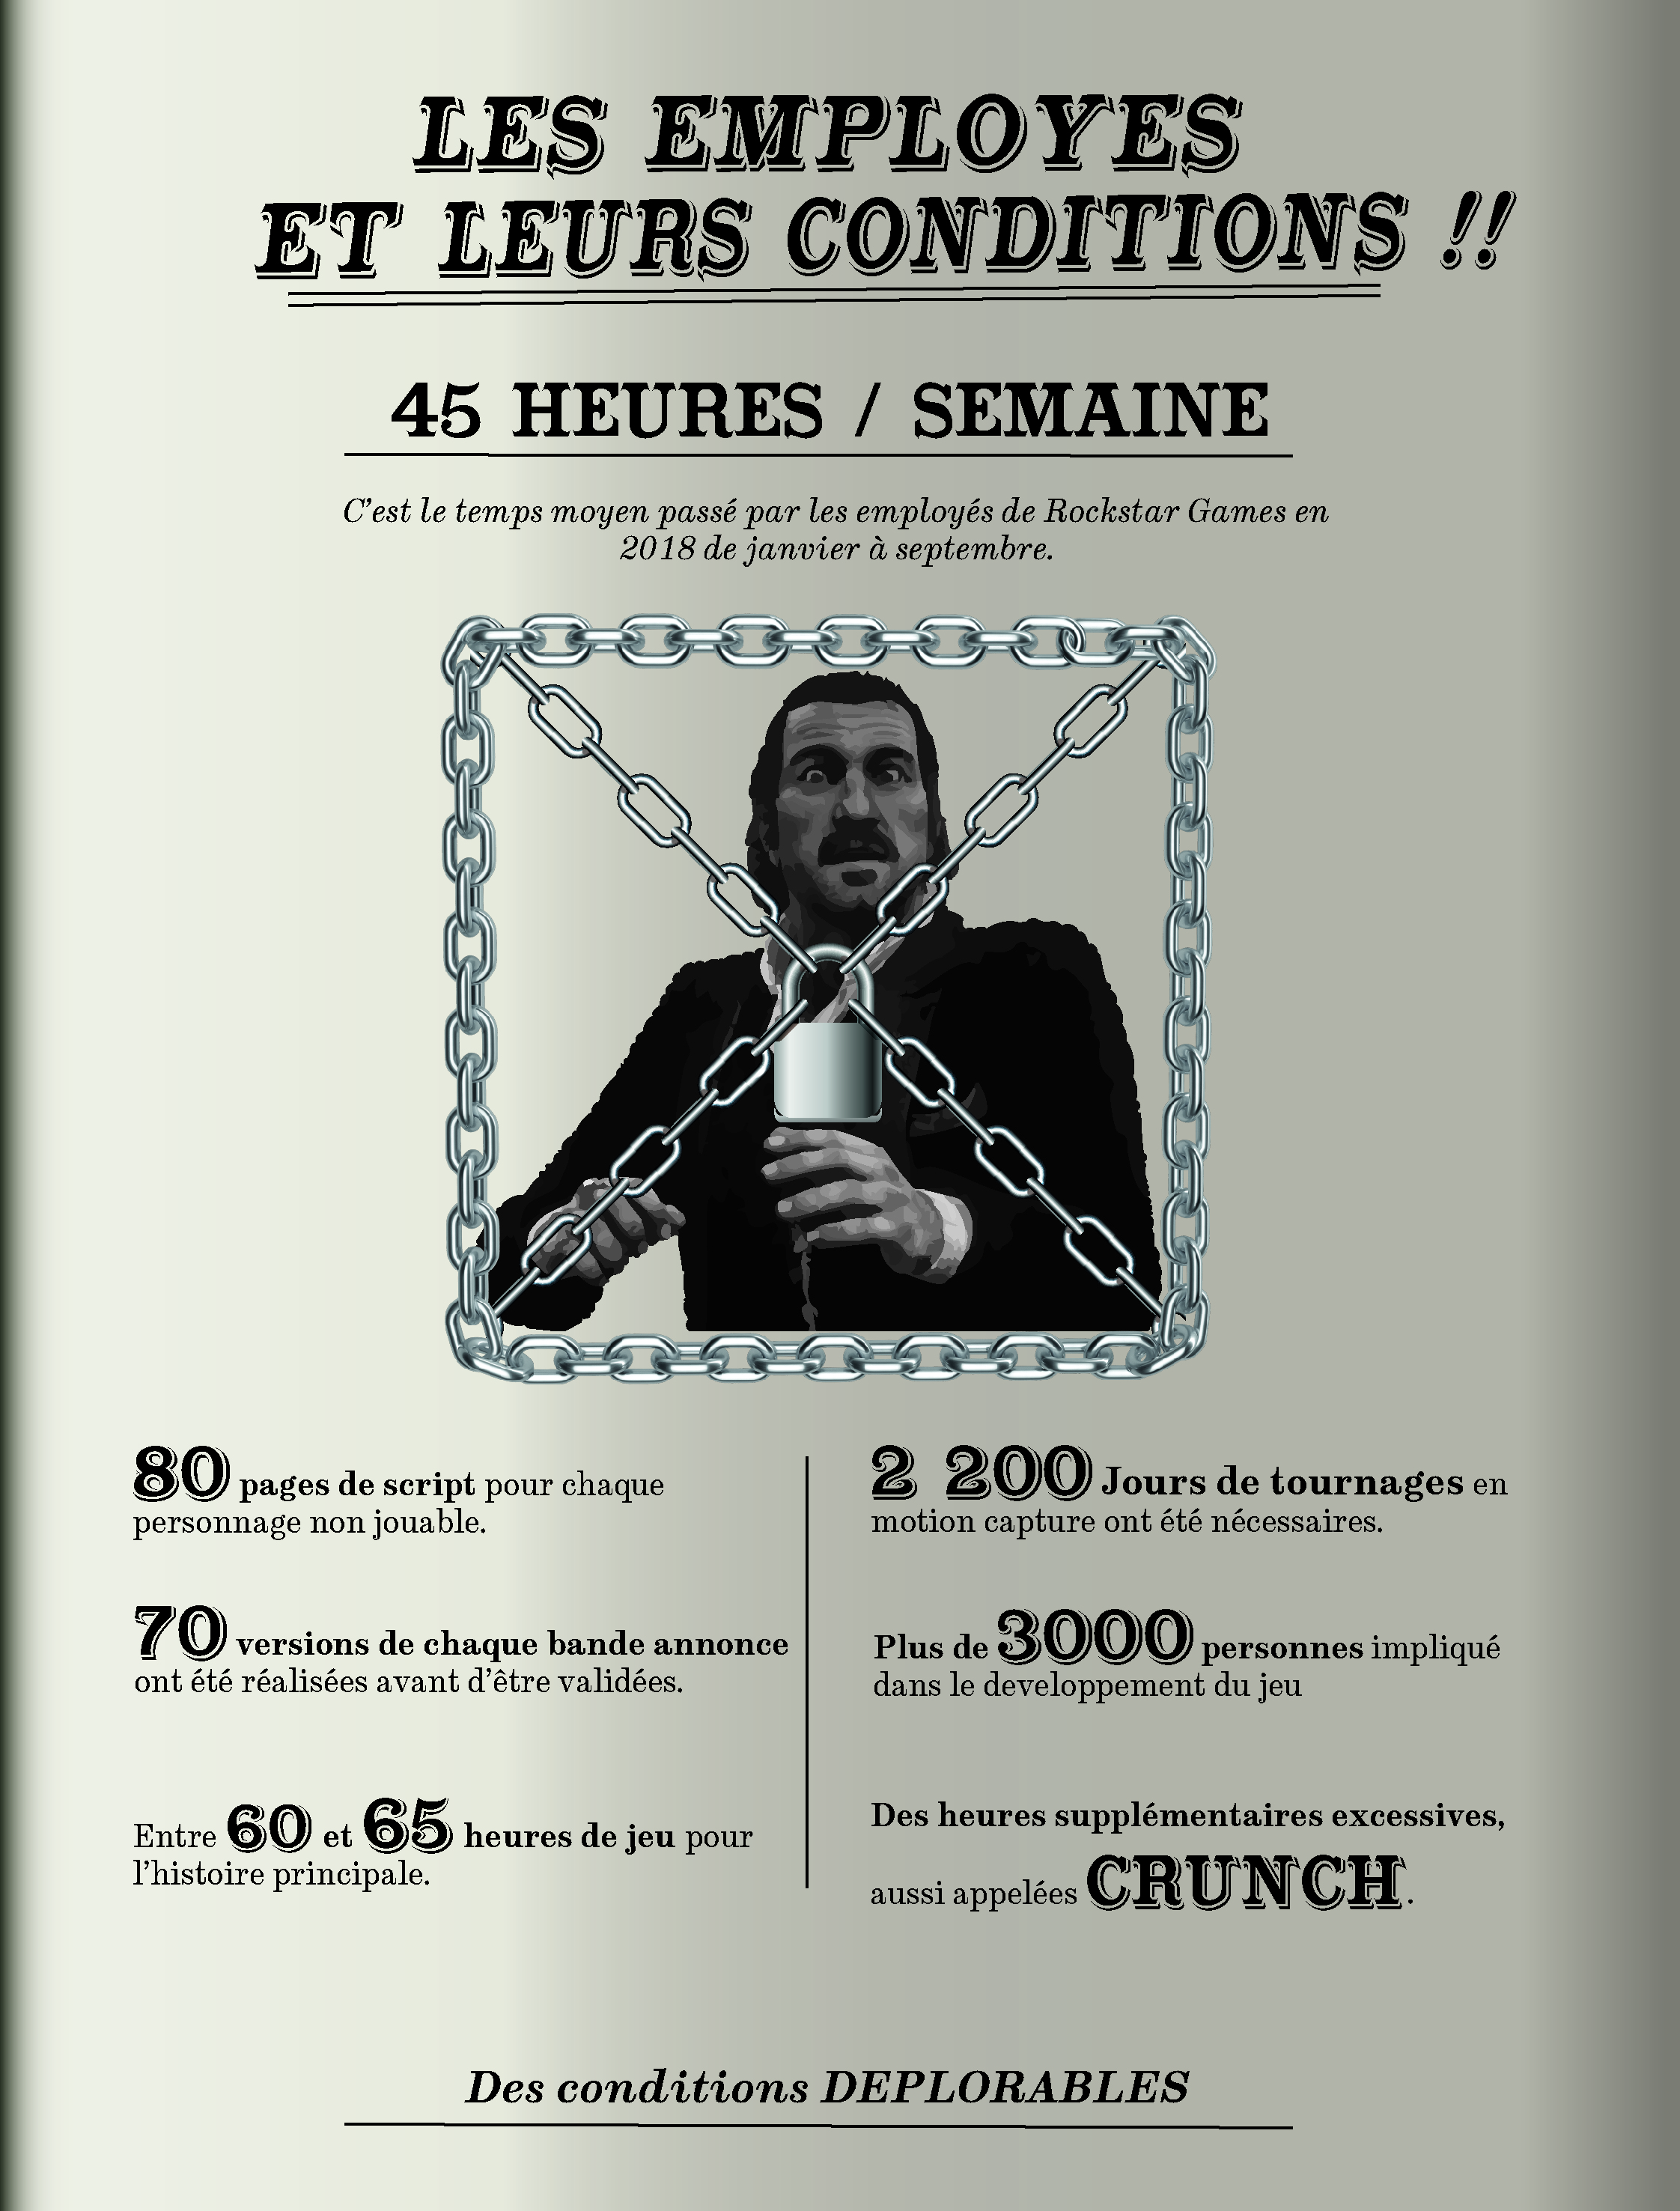 LES EMPLOYES
ET LEURS CONDITIONS !!
45 HEURES / SEMAINE
C'est le temps moyen passé par les employés de Rockstar Games en
2018 de janvier à septembre.
80 pages de script pour chaque
personnage non jouable.
70 versions de chaque bande annonce
ont été réalisées avant d'être validées.
Entre 60 et 65 heures de jeu pour
l'histoire principale.
2 200 Jours de tournages en
motion capture ont été nécessaires.
Plus de 3000 personnes impliqué
dans le developpement du jeu
Des heures supplémentaires excessives,
aussi appelées CRUNCH.
Des conditions DEPLORABLES